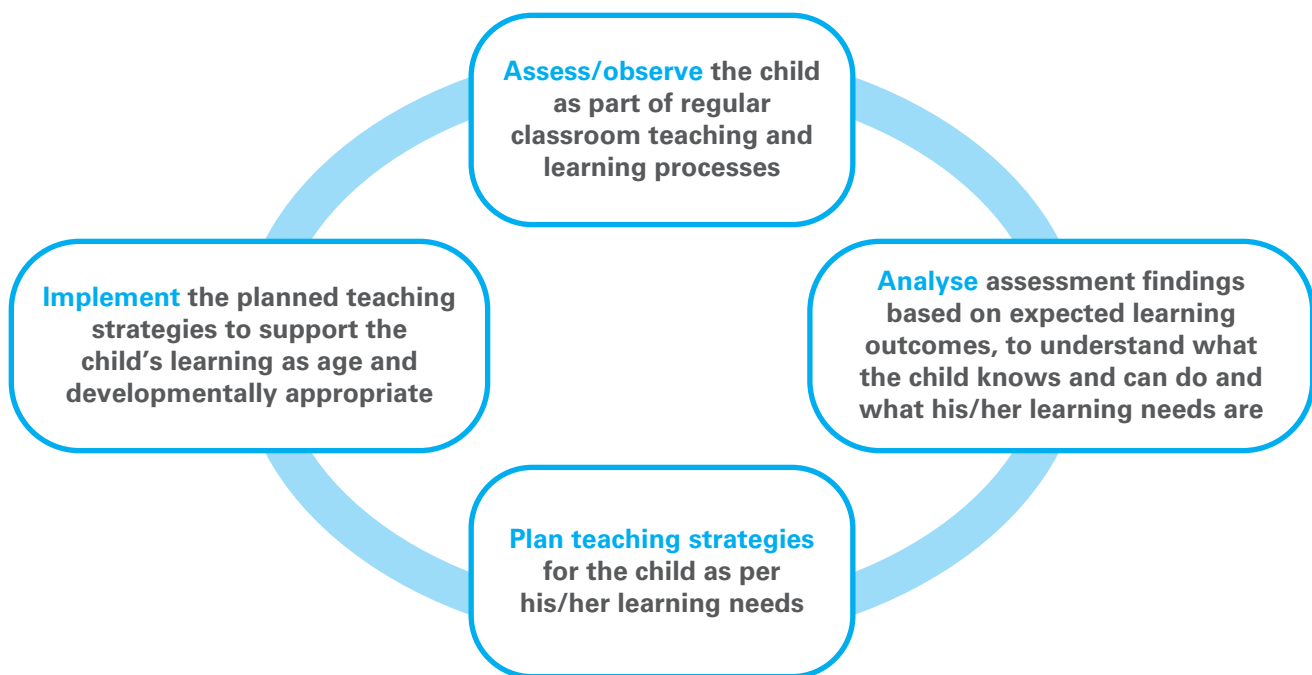 Assess/observe the child
as part of regular
classroom teaching and
learning processes
Analyse assessment findings
based on expected learning
outcomes, to understand what
the child knows and can do and
what his/her learning needs are
Plan teaching strategies
for the child as per
his/her learning needs
Implement the planned teaching
strategies to support the
child’s learning as age and
developmentally appropriate